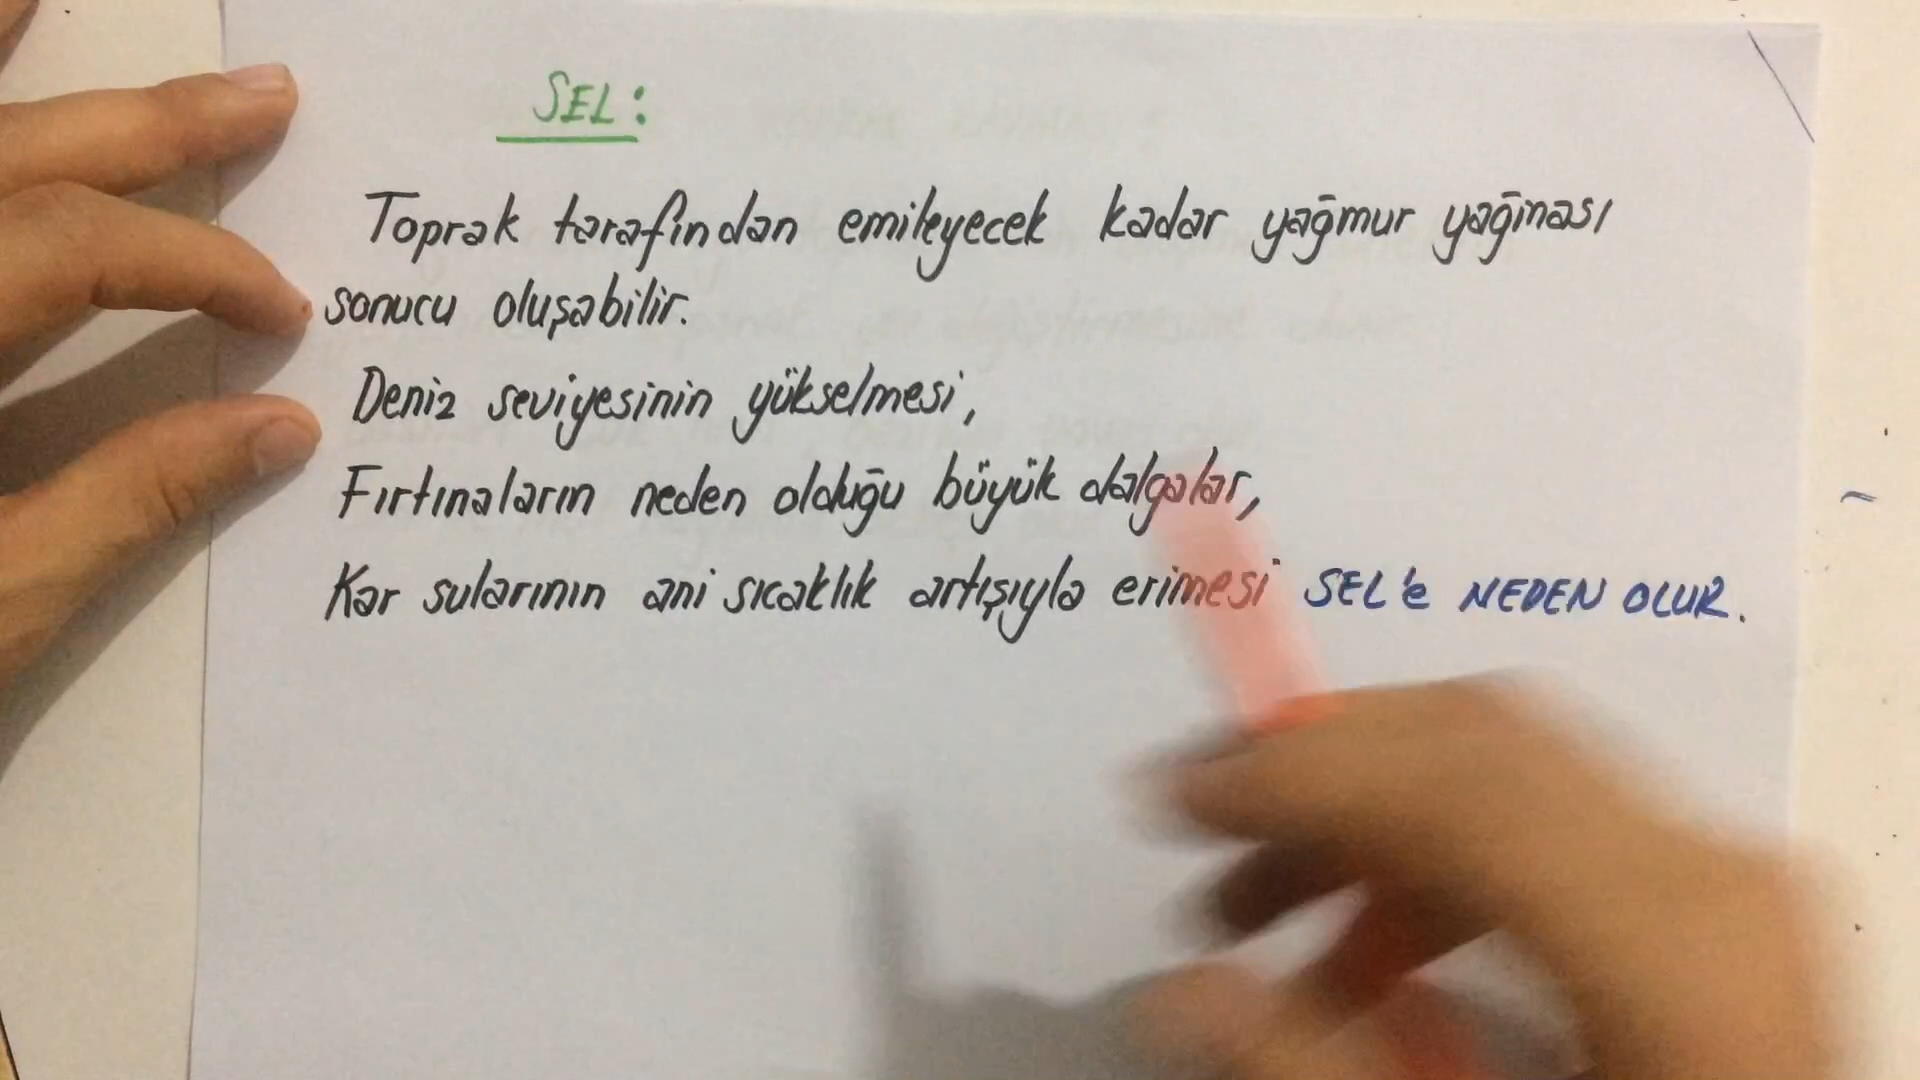 SEL:
Toprak tarafından emileyecek kadar yağmur yağması
sonucu oluşabilir.
Deniz seviyesinin yükselmesi,
Fırtınaların neden olduğu büyük dalgalar,
Kar sularının ani sıcaklık artışıyla erimesi SEL'e NEDEN OLUR.